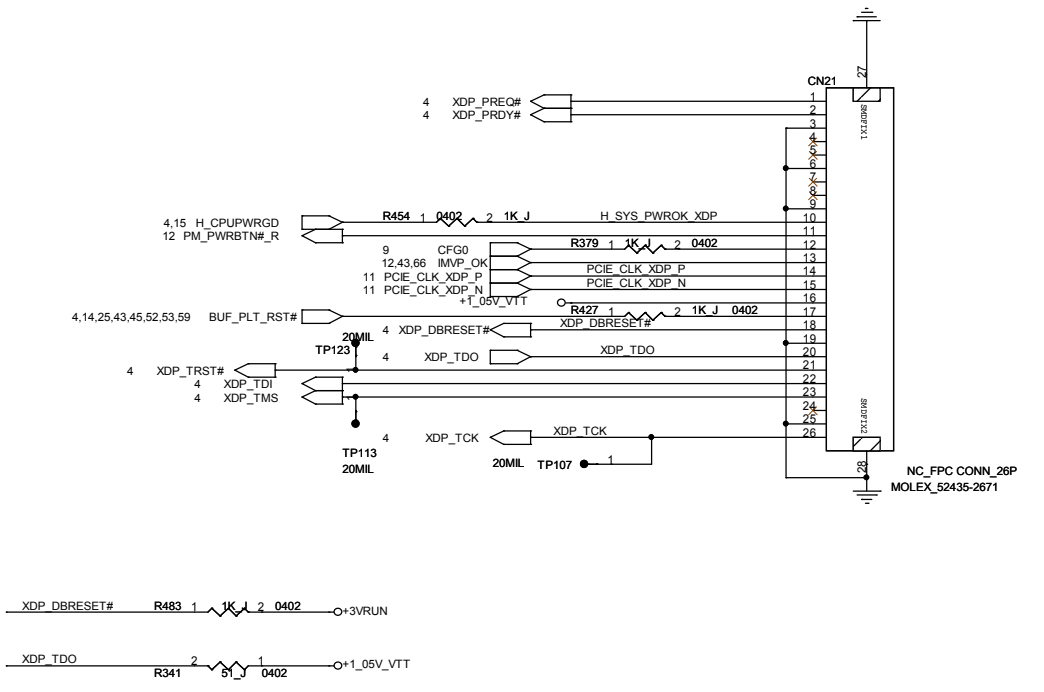 27
CN21
SMDFIX1
4 XDP_PREQ# 1
4 XDP_PRDY# 2
3
4
5
6
7
8
9
4,15 H_CPUPWRGD R454 1 0402 2 1K_J H_SYS_PWROK_XDP 10
12 PM_PWRBTN#_R 11
9 CFG0 R379 1 1K_J 2 0402 12
12,43,66 IMVP_OK 13
11 PCIE_CLK_XDP_P PCIE_CLK_XDP_P 14
11 PCIE_CLK_XDP_N PCIE_CLK_XDP_N 15
+1_05V_VTT 16
4,14,25,43,45,52,53,59 BUF_PLT_RST# R427 1 2 1K_J 0402 17
4 XDP_DBRESET# XDP_DBRESET# 18
20MIL
TP123
19
4 XDP_TDO XDP_TDO 20
4 XDP_TRST# 21
4 XDP_TDI 22
4 XDP_TMS 23
24
SMDFIX2
25
4 XDP_TCK XDP_TCK 26
TP113
20MIL
20MIL TP107 1
28
NC_FPC CONN_26P
MOLEX_52435-2671
XDP_DBRESET# R483 1 1K_J 2 0402 +3VRUN
XDP_TDO 2 1 +1_05V_VTT
R341 51_J 0402